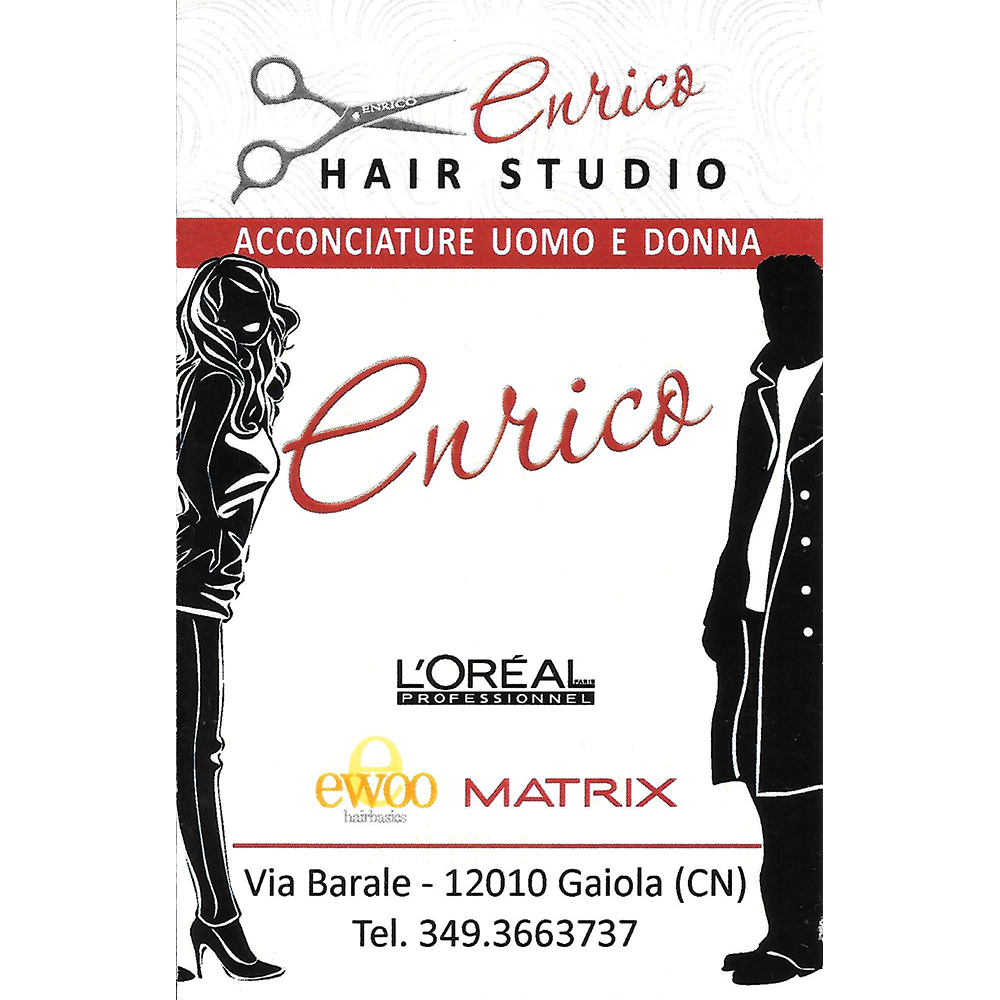 ENRICO
Enrico
HAIR STUDIO
ACCONCIATURE UOMO E DONNA
Enrico
L'ORÉAL
PARIS
PROFESSIONNEL
e
ewoo
hairbasics
MATRIX
Via Barale - 12010 Gaiola (CN)
Tel. 349.3663737